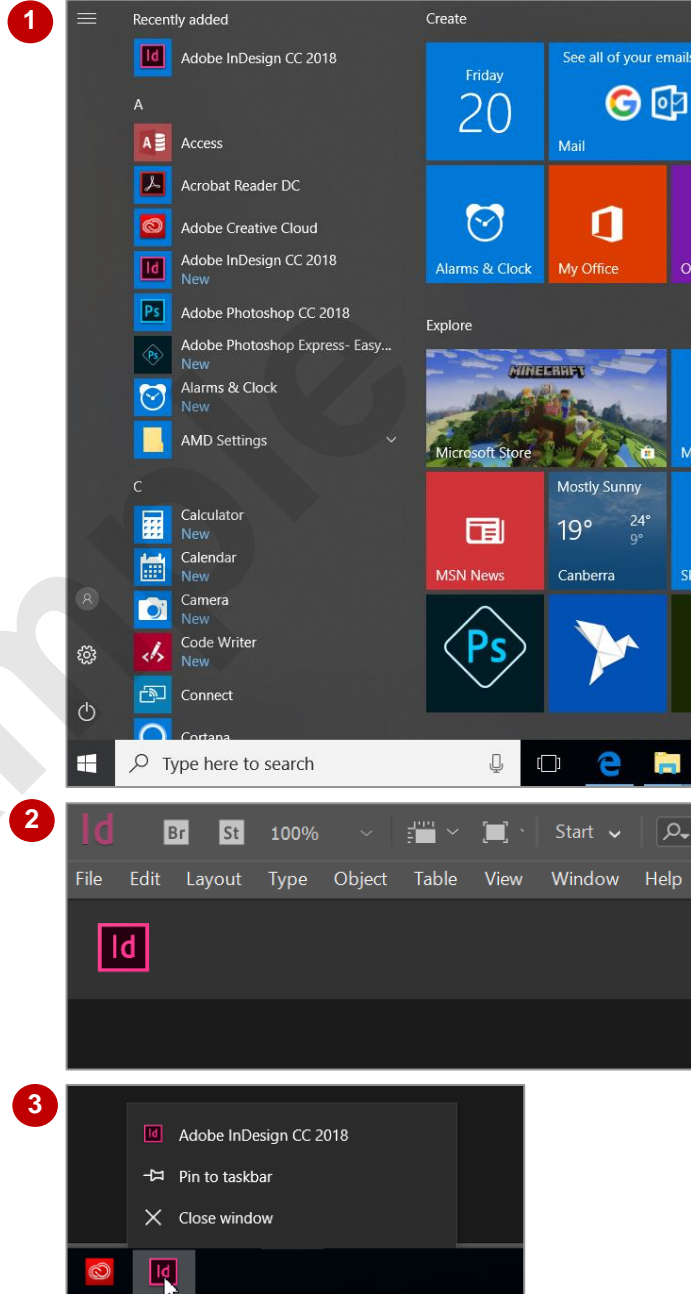 1
Recently added
Adobe InDesign CC 2018
A
Access
Acrobat Reader DC
Adobe Creative Cloud
Adobe InDesign CC 2018
New
Adobe Photoshop CC 2018
Adobe Photoshop Express- Easy...
New
Alarms & Clock
New
AMD Settings
C
Calculator
New
Calendar
New
Camera
New
Code Writer
New
Connect
Cortana
Create
Friday
20
See all of your emails
Mail
Alarms & Clock
My Office
O
Explore
MINECRAFT
Microsoft Store
M
MSN News
Mostly Sunny
19° 24°
9°
Canberra
Ps
Type here to search
2
Id Br St 100% Start
File Edit Layout Type Object Table View Window Help
Id
3
Adobe InDesign CC 2018
Pin to taskbar
Close window
Id